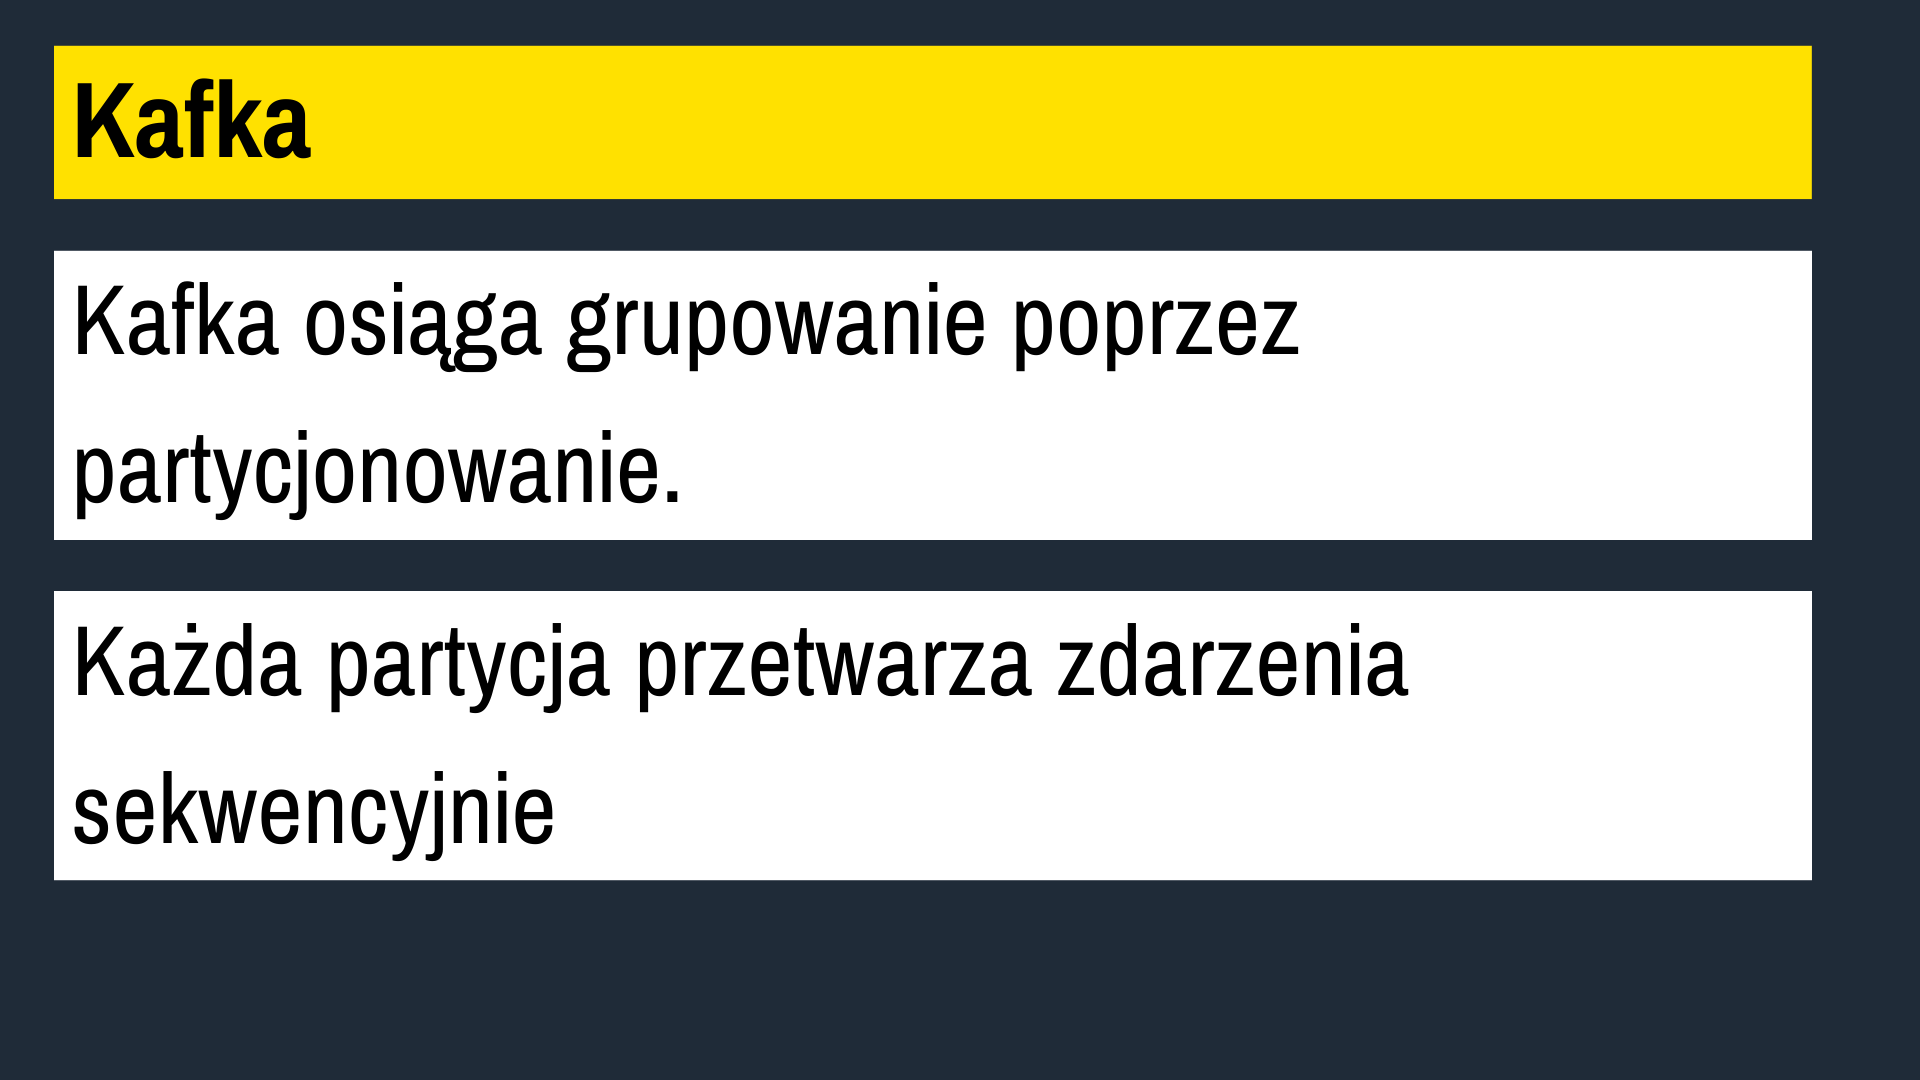 Kafka
Kafka osiąga grupowanie poprzez
partycjonowanie.
Każda partycja przetwarza zdarzenia
sekwencyjnie